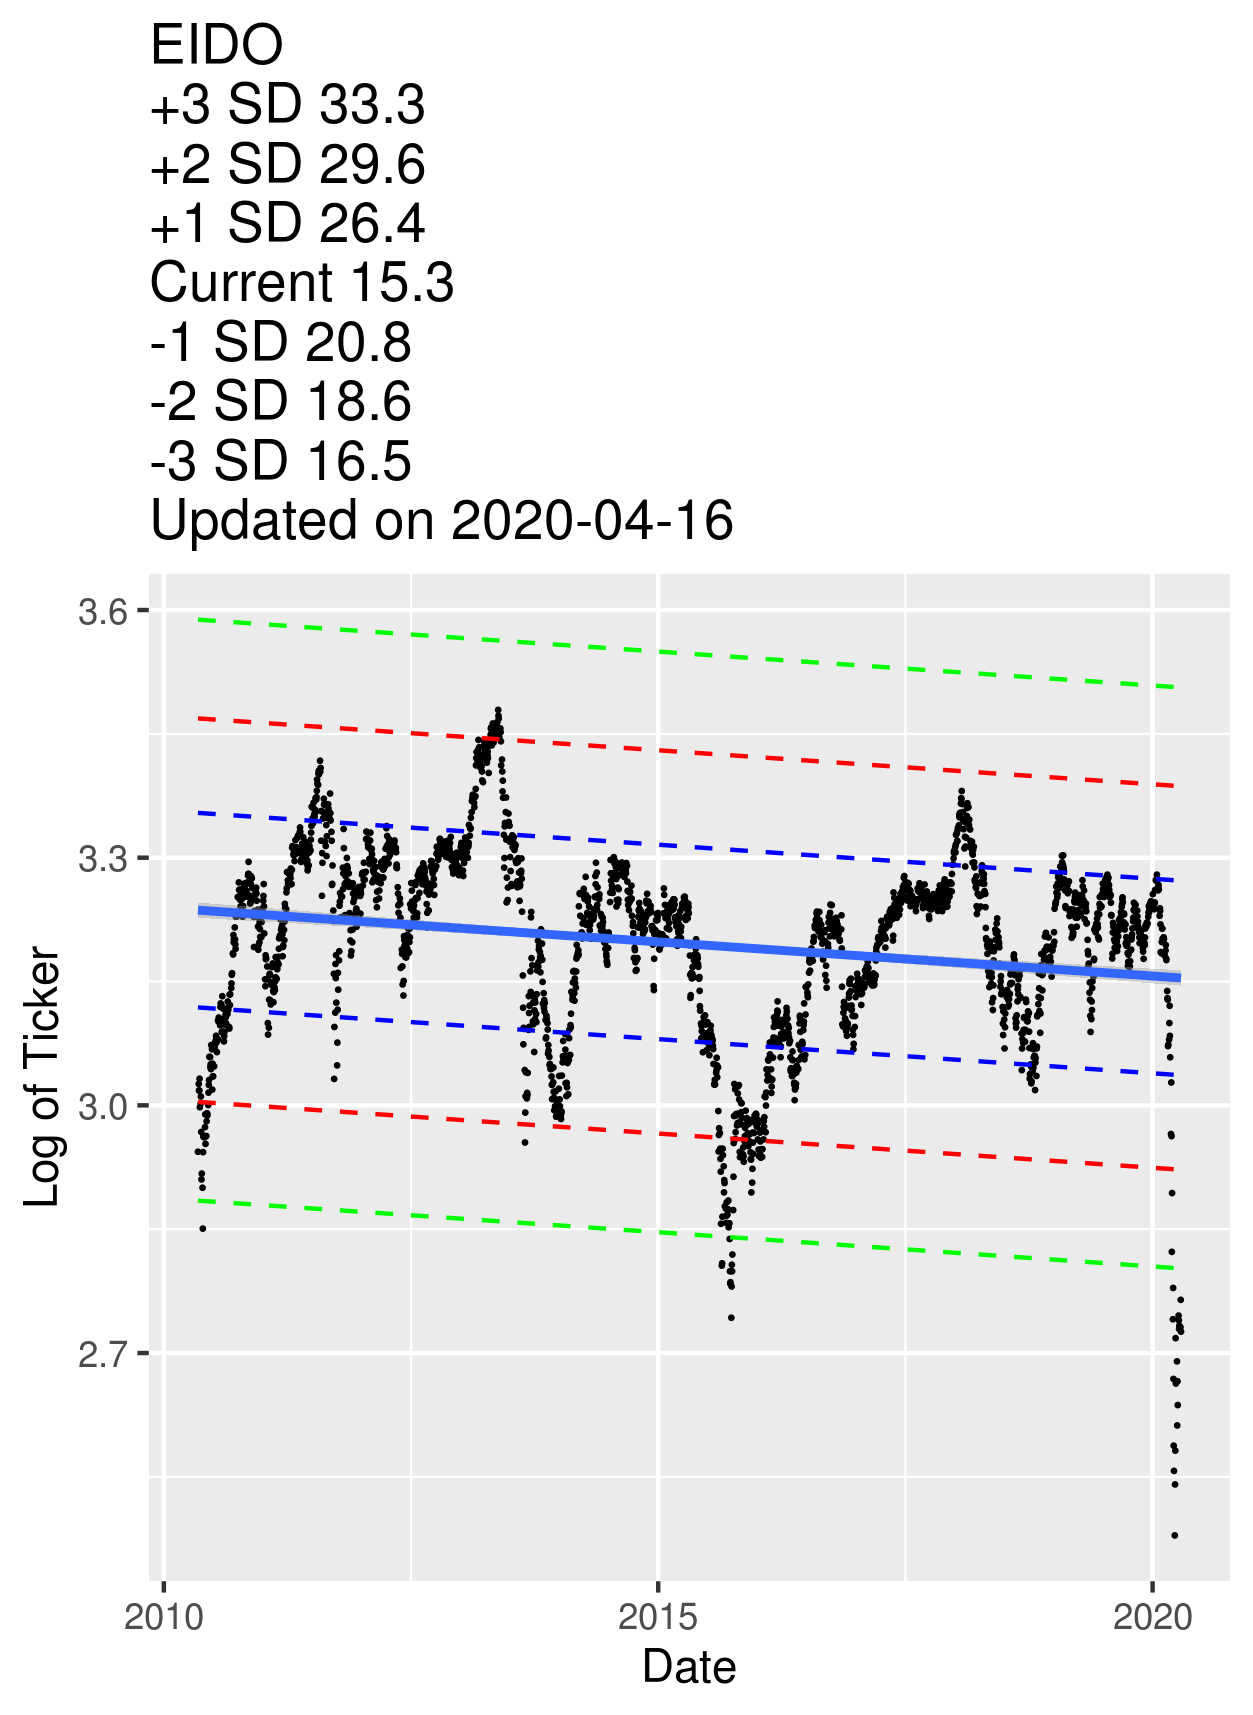 EIDO
+3 SD 33.3
+2 SD 29.6
+1 SD 26.4
Current 15.3
-1 SD 20.8
-2 SD 18.6
-3 SD 16.5
Updated on 2020-04-16
3.6
3.3
3.0
2.7
Log of Ticker
2010 2015 2020
Date